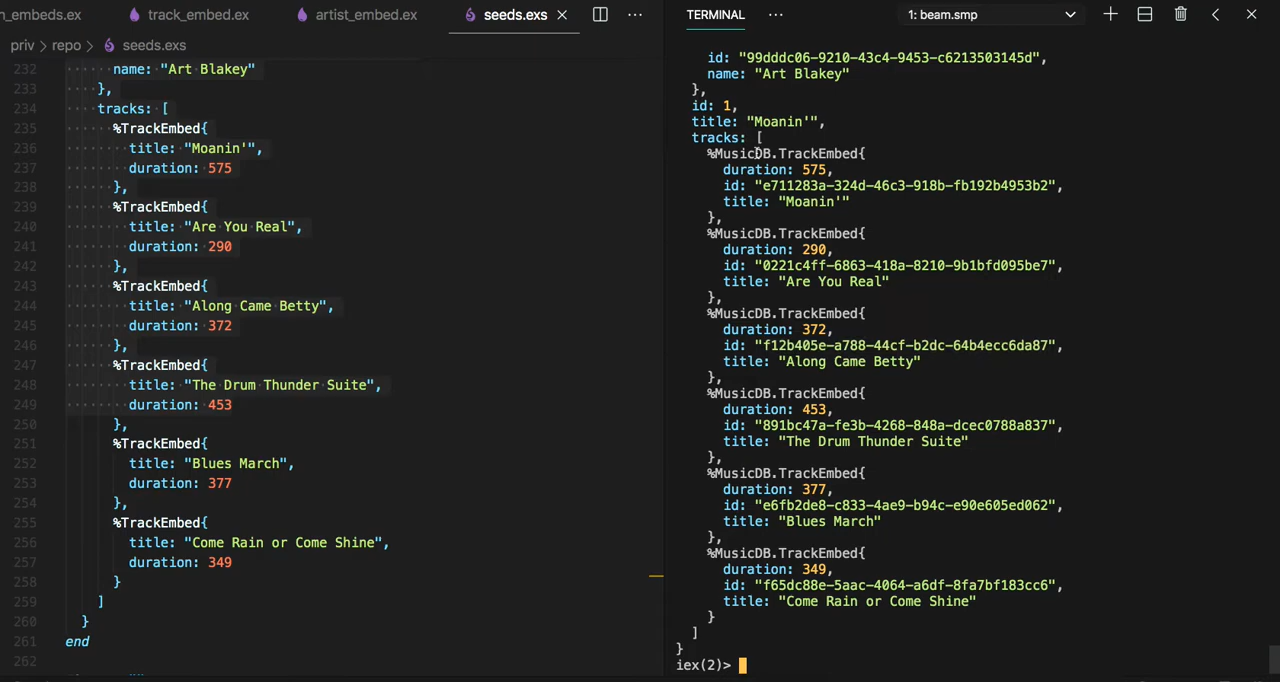 n_embeds.ex track_embed.ex artist_embed.ex seeds.exs
priv repo seeds.exs
232 name: "Art Blakey"
233 },
234 tracks: [
235 %TrackEmbed{
236 title: "Moanin'",
237 duration: 575
238 },
239 %TrackEmbed{
240 title: "Are You Real",
241 duration: 290
242 },
243 %TrackEmbed{
244 title: "Along Came Betty",
245 duration: 372
246 },
247 %TrackEmbed{
248 title: "The Drum Thunder Suite",
249 duration: 453
250 },
251 %TrackEmbed{
252 title: "Blues March",
253 duration: 377
254 },
255 %TrackEmbed{
256 title: "Come Rain or Come Shine",
257 duration: 349
258 }
259 ]
260 }
261 end
262
TERMINAL 1: beam.smp
id: "99dddc06-9210-43c4-9453-c6213503145d",
name: "Art Blakey"
},
id: 1,
title: "Moanin'",
tracks: [
%MusicDB.TrackEmbed{
duration: 575,
id: "e711283a-324d-46c3-918b-fb192b4953b2",
title: "Moanin'"
},
%MusicDB.TrackEmbed{
duration: 290,
id: "0221c4ff-6863-418a-8210-9b1bfd095be7",
title: "Are You Real"
},
%MusicDB.TrackEmbed{
duration: 372,
id: "f12b405e-a788-44cf-b2dc-64b4ecc6da87",
title: "Along Came Betty"
},
%MusicDB.TrackEmbed{
duration: 453,
id: "891bc47a-fe3b-4268-848a-dcec0788a837",
title: "The Drum Thunder Suite"
},
%MusicDB.TrackEmbed{
duration: 377,
id: "e6fb2de8-c833-4ae9-b94c-e90e605ed062",
title: "Blues March"
},
%MusicDB.TrackEmbed{
duration: 349,
id: "f65dc88e-5aac-4064-a6df-8fa7bf183cc6",
title: "Come Rain or Come Shine"
}
]
}
iex(2)>